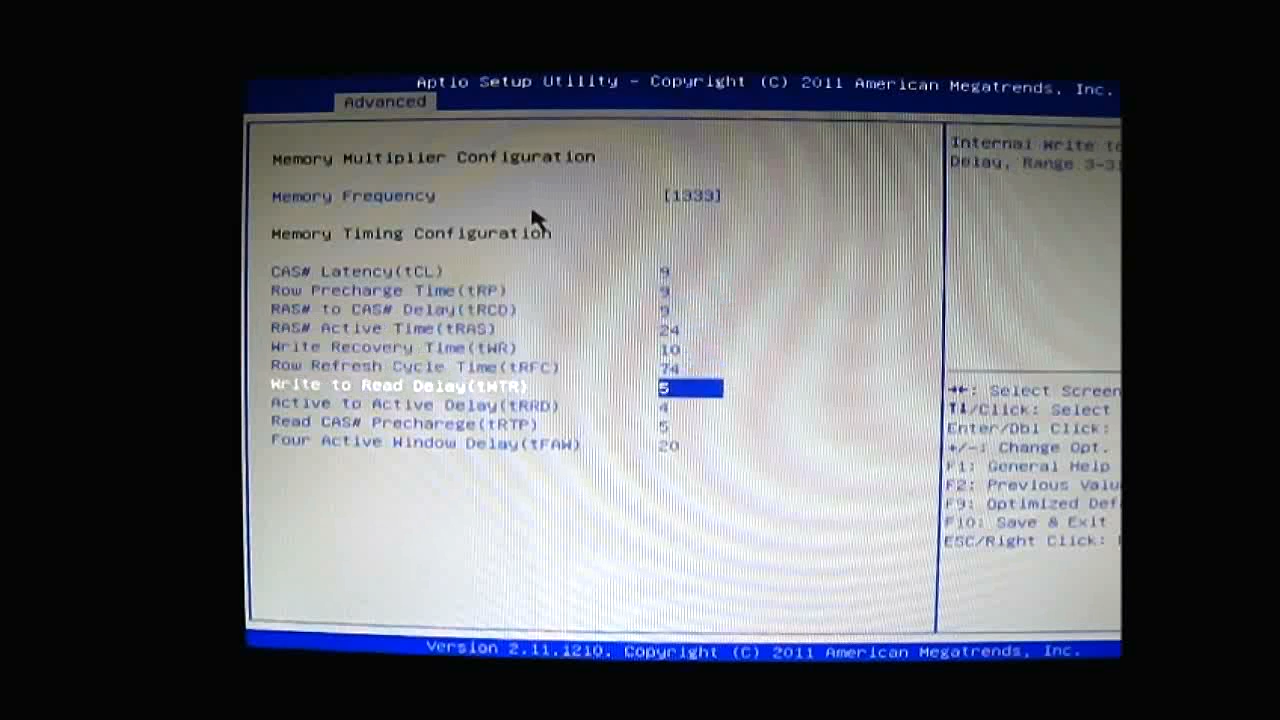 Aptio Setup Utility - Copyright (C) 2011 American Megatrends, Inc.
Advanced
Memory Multiplier Configuration
Memory Frequency [1333]
Memory Timing Configuration
CAS# Latency(tCL) 9
Row Precharge Time(tRP) 9
RAS# to CAS# Delay(tRCD) 9
RAS# Active Time(tRAS) 24
Write Recovery Time(tWR) 10
Row Refresh Cycle Time(tRFC) 74
Write to Read Delay(tWTR) 5
Active to Active Delay(tRRD) 4
Read CAS# Precharege(tRTP) 5
Four Active Window Delay(tFAW) 20
Internal Write to
Delay, Range 3-3
→←: Select Screen
↑↓/Click: Select
Enter/Dbl Click:
+/-: Change Opt.
F1: General Help
F2: Previous Valu
F9: Optimized Def
F10: Save & Exit
ESC/Right Click:
Version 2.11.1210. Copyright (C) 2011 American Megatrends, Inc.